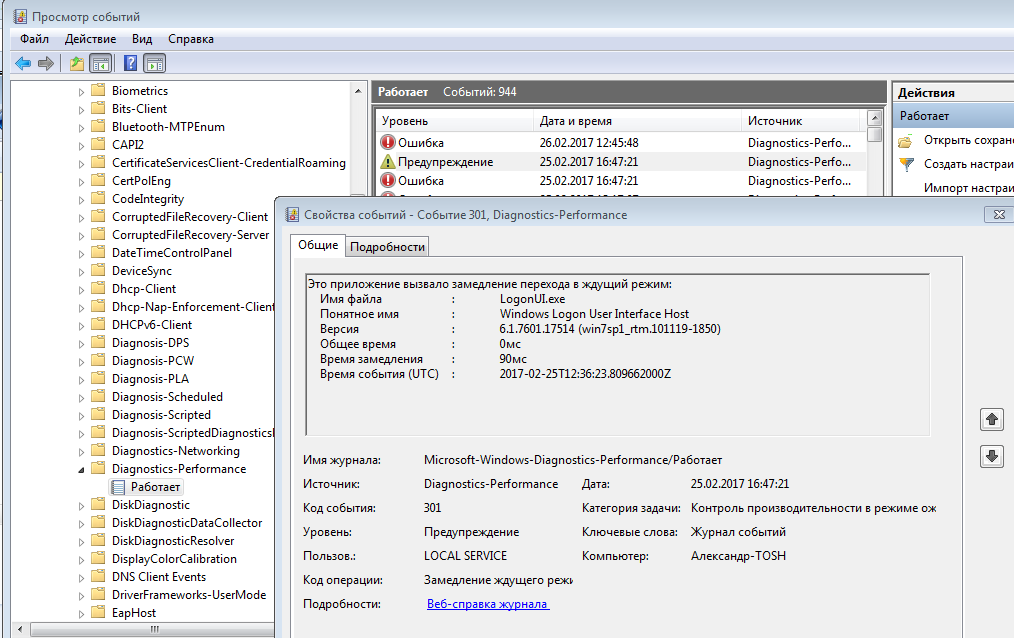 Просмотр событий
Файл Действие Вид Справка
Biometrics
Bits-Client
Bluetooth-MTPEnum
CAPI2
CertificateServicesClient-CredentialRoaming
CertPolEng
CodeIntegrity
CorruptedFileRecovery-Client
CorruptedFileRecovery-Server
DateTimeControlPanel
DeviceSync
Dhcp-Client
Dhcp-Nap-Enforcement-Client
DHCPv6-Client
Diagnosis-DPS
Diagnosis-PCW
Diagnosis-PLA
Diagnosis-Scheduled
Diagnosis-Scripted
Diagnosis-ScriptedDiagnosticsI
Diagnostics-Networking
Diagnostics-Performance
Работает
DiskDiagnostic
DiskDiagnosticDataCollector
DiskDiagnosticResolver
DisplayColorCalibration
DNS Client Events
DriverFrameworks-UserMode
EapHost
Работает Событий: 944
Уровень Дата и время Источник
Ошибка 26.02.2017 12:45:48 Diagnostics-Perfo...
Предупреждение 25.02.2017 16:47:21 Diagnostics-Perfo...
Ошибка 25.02.2017 16:47:21 Diagnostics-Perfo...
Действия
Работает
Открыть сохран
Создать настраи
Импорт настраи
Свойства событий - Событие 301, Diagnostics-Performance
Общие Подробности
Это приложение вызвало замедление перехода в ждущий режим:
Имя файла : LogonUI.exe
Понятное имя : Windows Logon User Interface Host
Версия : 6.1.7601.17514 (win7sp1_rtm.101119-1850)
Общее время : 0мс
Время замедления : 90мс
Время события (UTC) : 2017-02-25T12:36:23.809662000Z
Имя журнала: Microsoft-Windows-Diagnostics-Performance/Работает
Источник: Diagnostics-Performance Дата: 25.02.2017 16:47:21
Код события: 301 Категория задачи: Контроль производительности в режиме ож
Уровень: Предупреждение Ключевые слова: Журнал событий
Пользов.: LOCAL SERVICE Компьютер: Александр-TOSH
Код операции: Замедление ждущего режи
Подробности: Веб-справка журнала